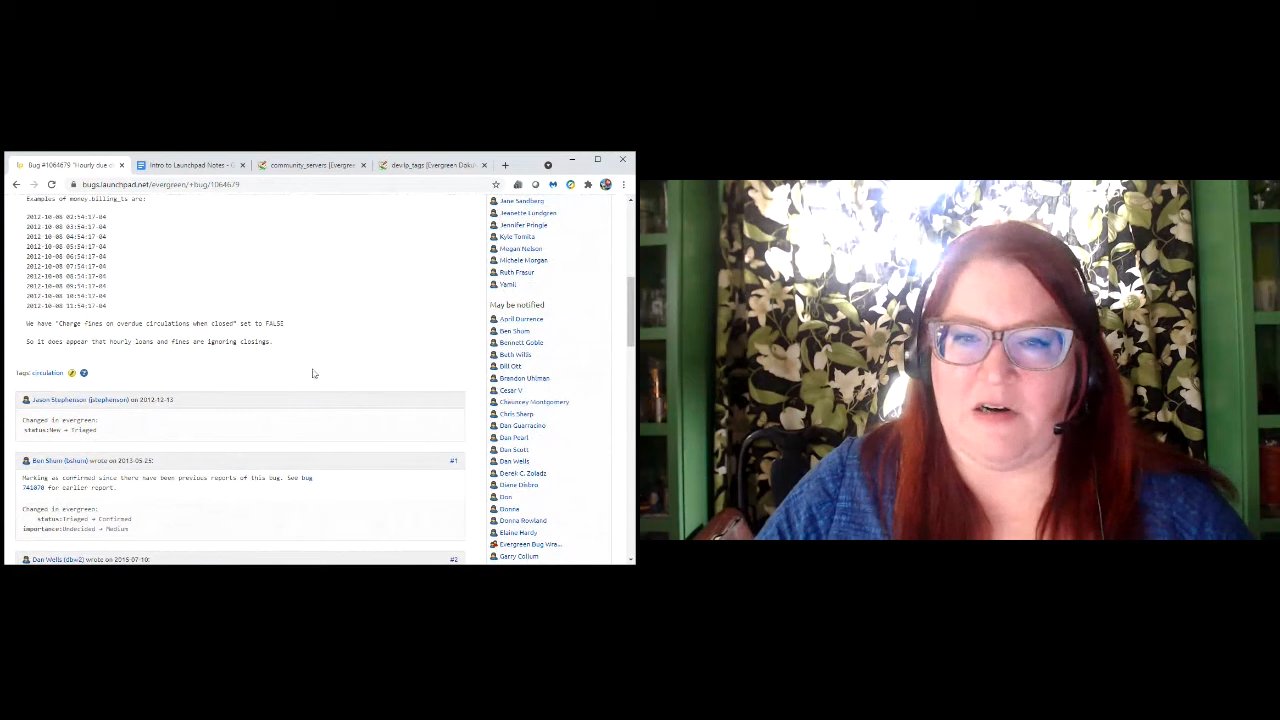 Bug #1064679 "Hourly due d
Intro to Launchpad Notes - G
community_servers [Evergree
dev:lp_tags [Evergreen Doku
bugs.launchpad.net/evergreen/+bug/1064679
Examples of money.billing_ts are:
2012-10-08 02:54:17-04
2012-10-08 03:54:17-04
2012-10-08 04:54:17-04
2012-10-08 05:54:17-04
2012-10-08 06:54:17-04
2012-10-08 07:54:17-04
2012-10-08 08:54:17-04
2012-10-08 09:54:17-04
2012-10-08 10:54:17-04
2012-10-08 11:54:17-04
We have "Charge fines on overdue circulations when closed" set to FALSE
So it does appear that hourly loans and fines are ignoring closings.
Tags: circulation
Jason Stephenson (jstephenson) on 2012-12-13
Changed in evergreen:
status:New → Triaged
Ben Shum (bshum) wrote on 2013-05-25: #1
Marking as confirmed since there have been previous reports of this bug. See bug
741070 for earlier report.
Changed in evergreen:
status:Triaged → Confirmed
importance:Undecided → Medium
Dan Wells (dbw2) wrote on 2015-07-10: #2
Jane Sandberg
Jeanette Lundgren
Jennifer Pringle
Kyle Tomita
Megan Nelson
Michele Morgan
Ruth Frasur
Yamil
May be notified
April Durrence
Ben Shum
Bennett Goble
Beth Willis
Bill Ott
Brandon Uhlman
Cesar V
Chauncey Montgomery
Chris Sharp
Dan Guarracino
Dan Pearl
Dan Scott
Dan Wells
Derek C. Zoladz
Diane Disbro
Don
Donna
Donna Rowland
Elaine Hardy
Evergreen Bug Wra...
Garry Collum